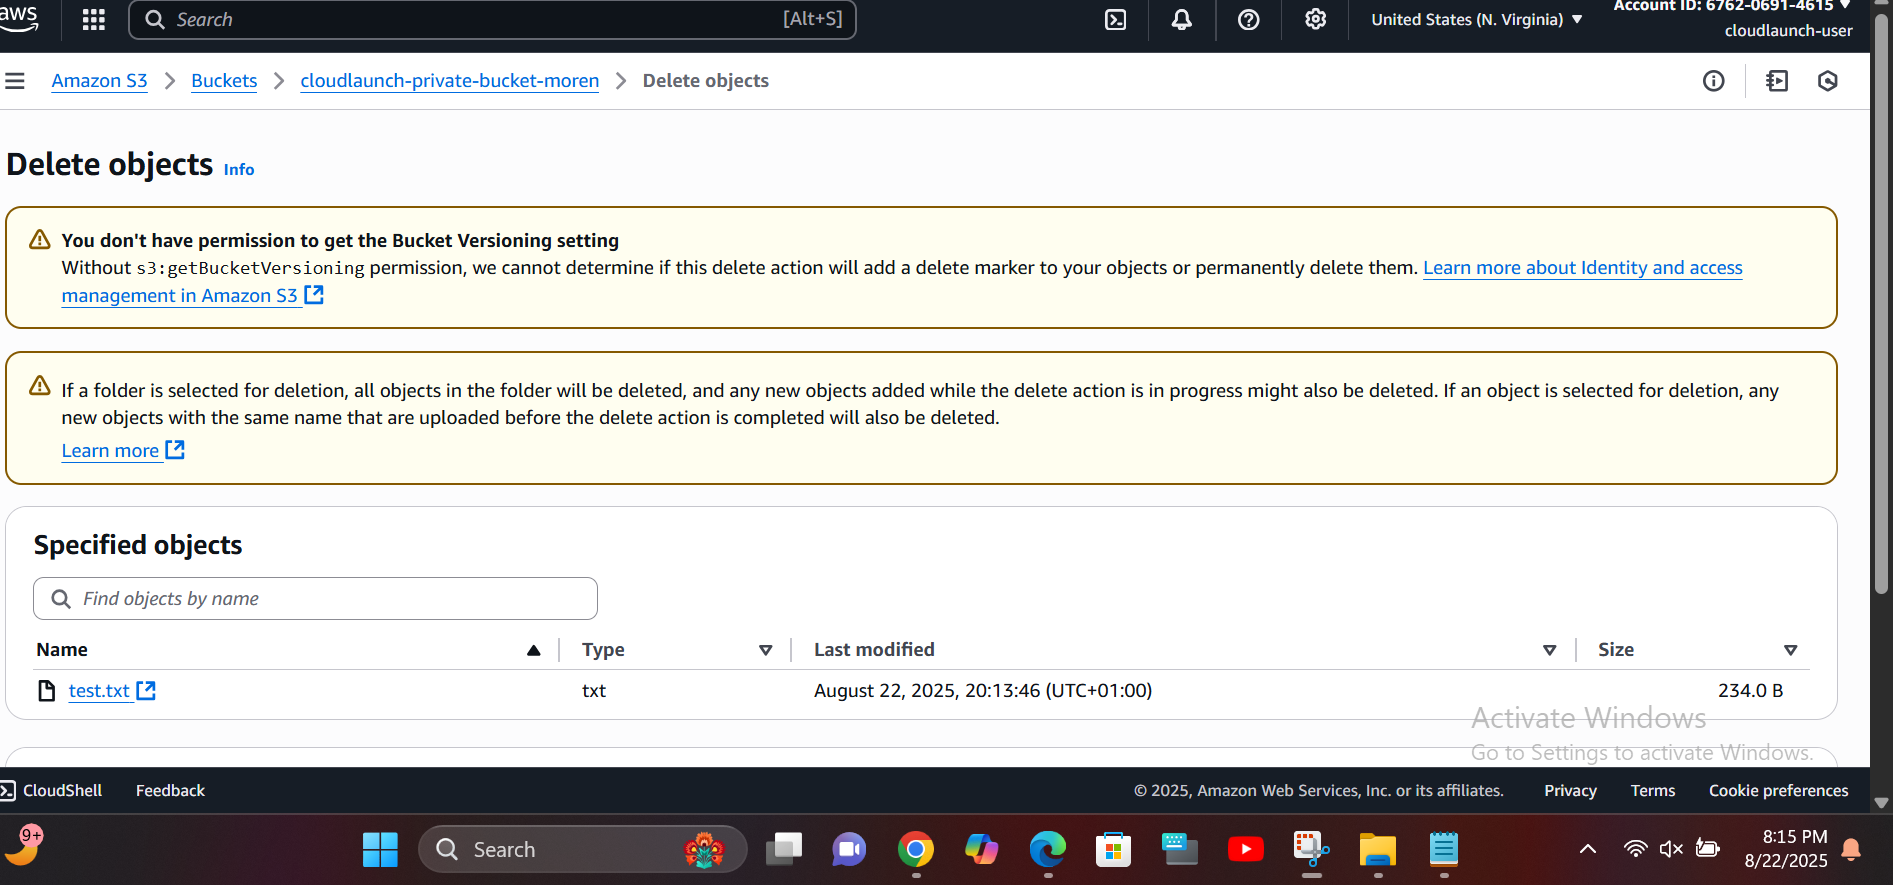 aws
Search
[Alt+S]
United States (N. Virginia)
Account ID: 6762-0691-4615
cloudlaunch-user
Amazon S3
Buckets
cloudlaunch-private-bucket-moren
Delete objects
Delete objects Info
You don't have permission to get the Bucket Versioning setting
Without s3:getBucketVersioning permission, we cannot determine if this delete action will add a delete marker to your objects or permanently delete them. Learn more about Identity and access
management in Amazon S3
If a folder is selected for deletion, all objects in the folder will be deleted, and any new objects added while the delete action is in progress might also be deleted. If an object is selected for deletion, any
new objects with the same name that are uploaded before the delete action is completed will also be deleted.
Learn more
Specified objects
Find objects by name
Name Type Last modified Size
test.txt txt August 22, 2025, 20:13:46 (UTC+01:00) 234.0 B
Activate Windows
Go to Settings to activate Windows.
CloudShell Feedback © 2025, Amazon Web Services, Inc. or its affiliates. Privacy Terms Cookie preferences
9+
Search
8:15 PM
8/22/2025